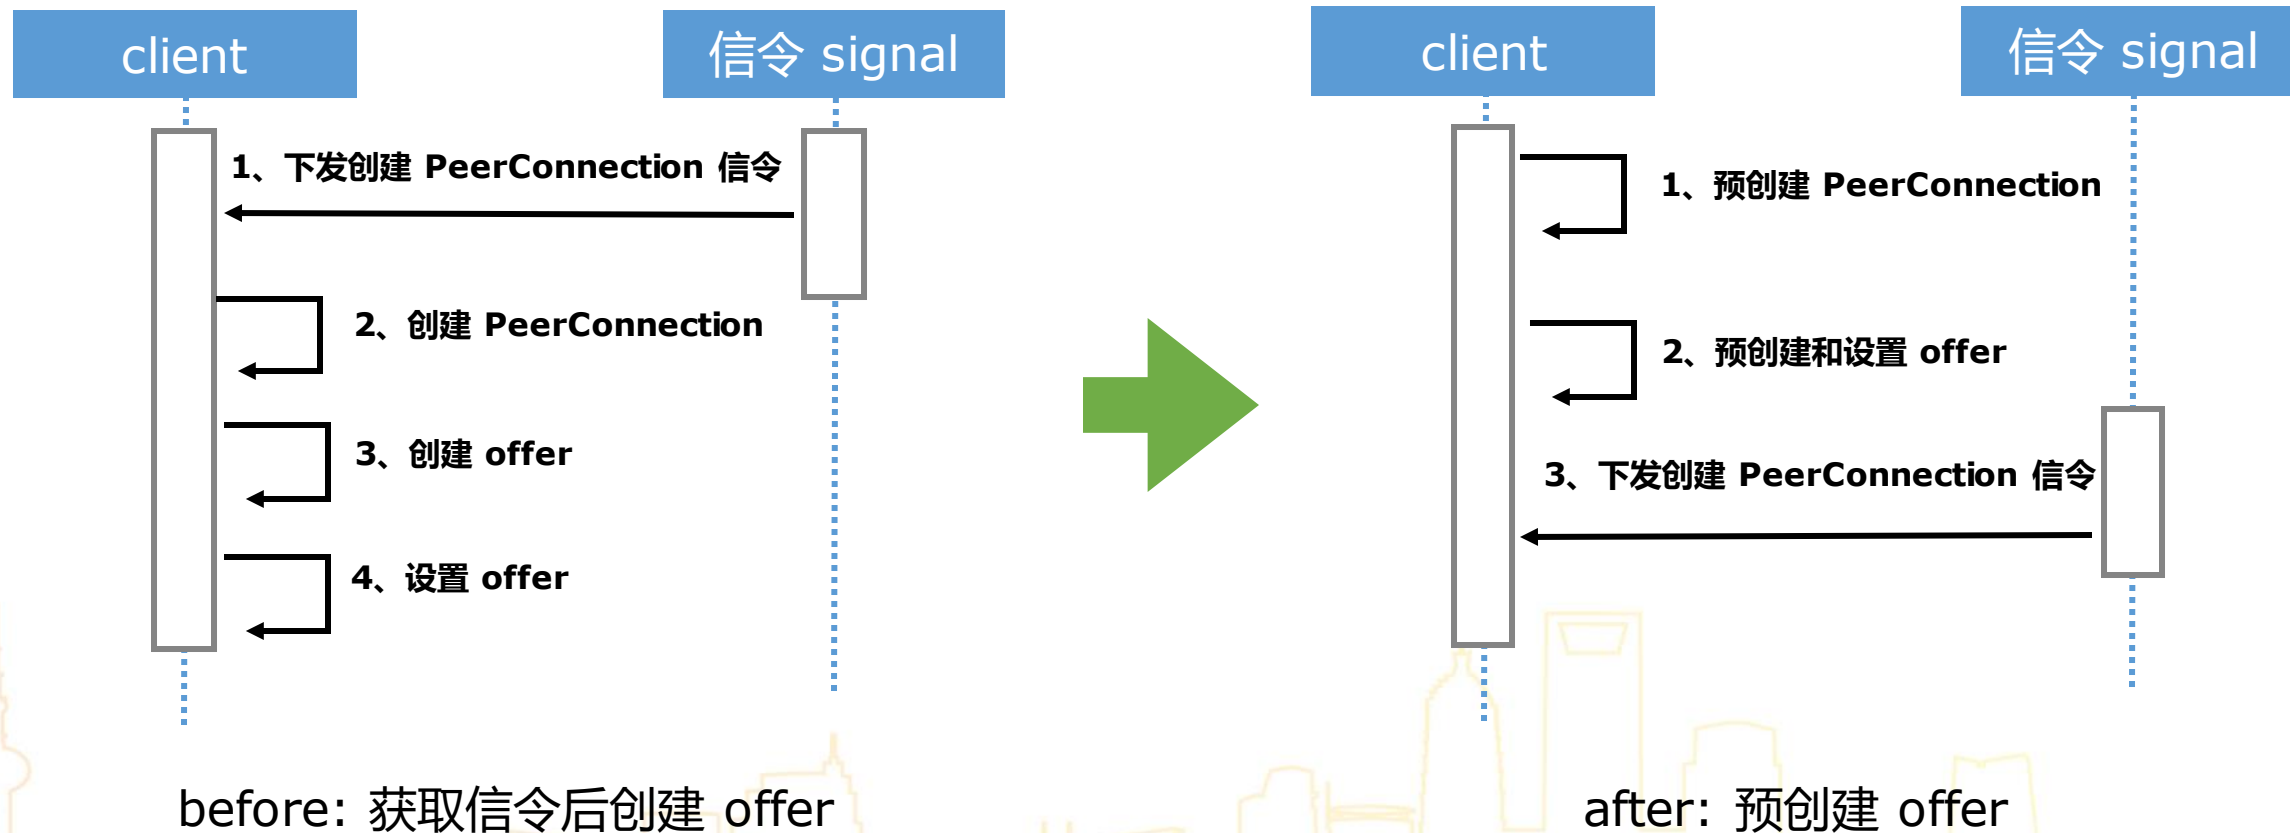 client
信令 signal
1、下发创建 PeerConnection 信令
2、创建 PeerConnection
3、创建 offer
4、设置 offer
before: 获取信令后创建 offer
client
信令 signal
1、预创建 PeerConnection
2、预创建和设置 offer
3、下发创建 PeerConnection 信令
after: 预创建 offer